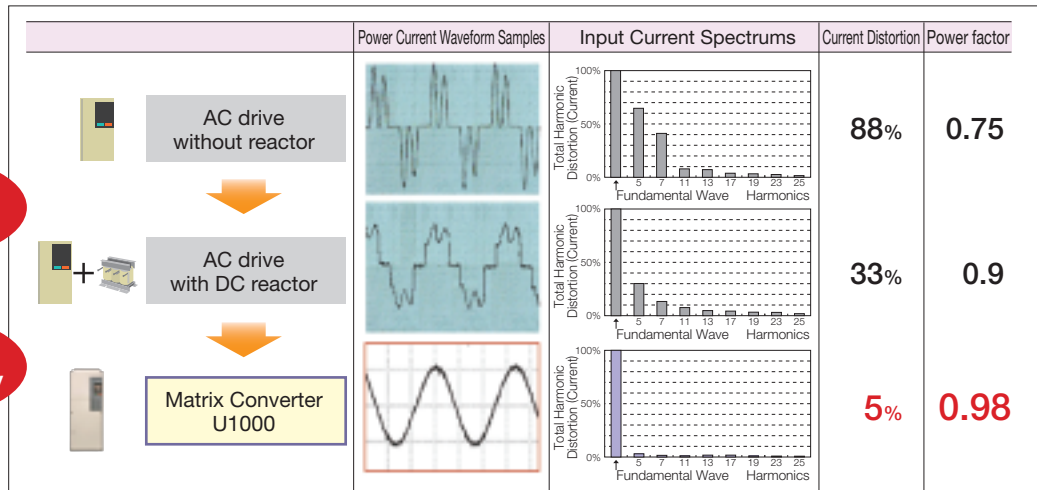 Power Current Waveform Samples
Input Current Spectrums
Current Distortion
Power factor
AC drive
without reactor
Total Harmonic
Distortion (Current)
100%
50%
0%
5 7 11 13 17 19 23 25
Fundamental Wave Harmonics
88%
0.75
+
AC drive
with DC reactor
Total Harmonic
Distortion (Current)
100%
50%
0%
5 7 11 13 17 19 23 25
Fundamental Wave Harmonics
33%
0.9
Matrix Converter
U1000
Total Harmonic
Distortion (Current)
100%
50%
0%
5 7 11 13 17 19 23 25
Fundamental Wave Harmonics
5%
0.98